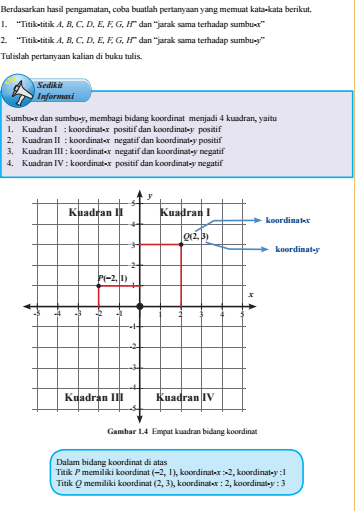 Berdasarkan hasil pengamatan, coba buatlah pertanyaan yang memuat kata-kata berikut.
1. “Titik-titik A, B, C, D, E, F, G, H” dan “jarak sama terhadap sumbu-x”
2. “Titik-titik A, B, C, D, E, F, G, H” dan “jarak sama terhadap sumbu-y”
Tulislah pertanyaan kalian di buku tulis.
Sedikit
Informasi
Sumbu-x dan sumbu-y, membagi bidang koordinat menjadi 4 kuadran, yaitu
1. Kuadran I : koordinat-x positif dan koordinat-y positif
2. Kuadran II : koordinat-x negatif dan koordinat-y positif
3. Kuadran III : koordinat-x negatif dan koordinat-y negatif
4. Kuadran IV : koordinat-x positif dan koordinat-y negatif
y
5
Kuadran II Kuadran I
koordinat-x
4
Q(2, 3)
3
koordinat-y
2
P(−2, 1)
1
x
-5 -4 -3 -2 -1 1 2 3 4 5
-1
-2
-3
-4
Kuadran III Kuadran IV
-5
Gambar 1.4 Empat kuadran bidang koordinat
Dalam bidang koordinat di atas
Titik P memiliki koordinat (−2, 1), koordinat-x :-2, koordinat-y :1
Titik Q memiliki koordinat (2, 3), koordinat-x : 2, koordinat-y : 3